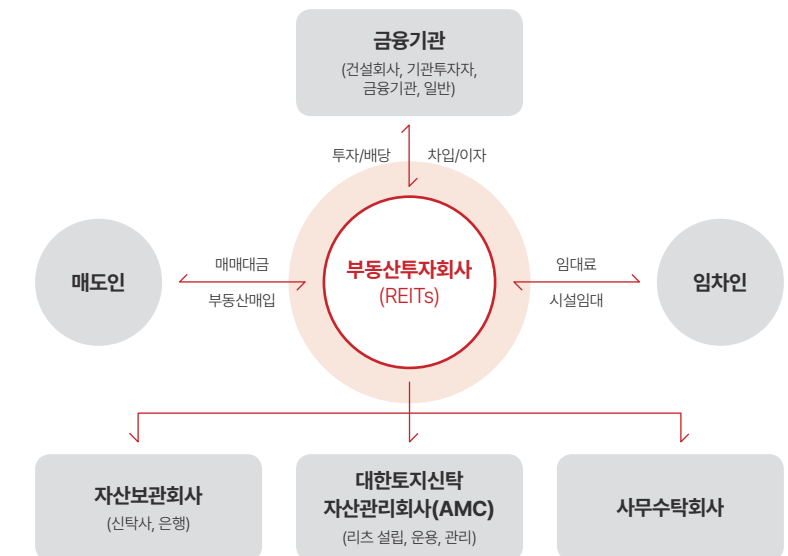 금융기관
(건설회사, 기관투자자,
금융기관, 일반)
투자/배당
차입/이자
매도인
매매대금
부동산매입
부동산투자회사
(REITs)
임대료
시설임대
임차인
자산보관회사
(신탁사, 은행)
대한토지신탁
자산관리회사(AMC)
(리츠 설립, 운용, 관리)
사무수탁회사